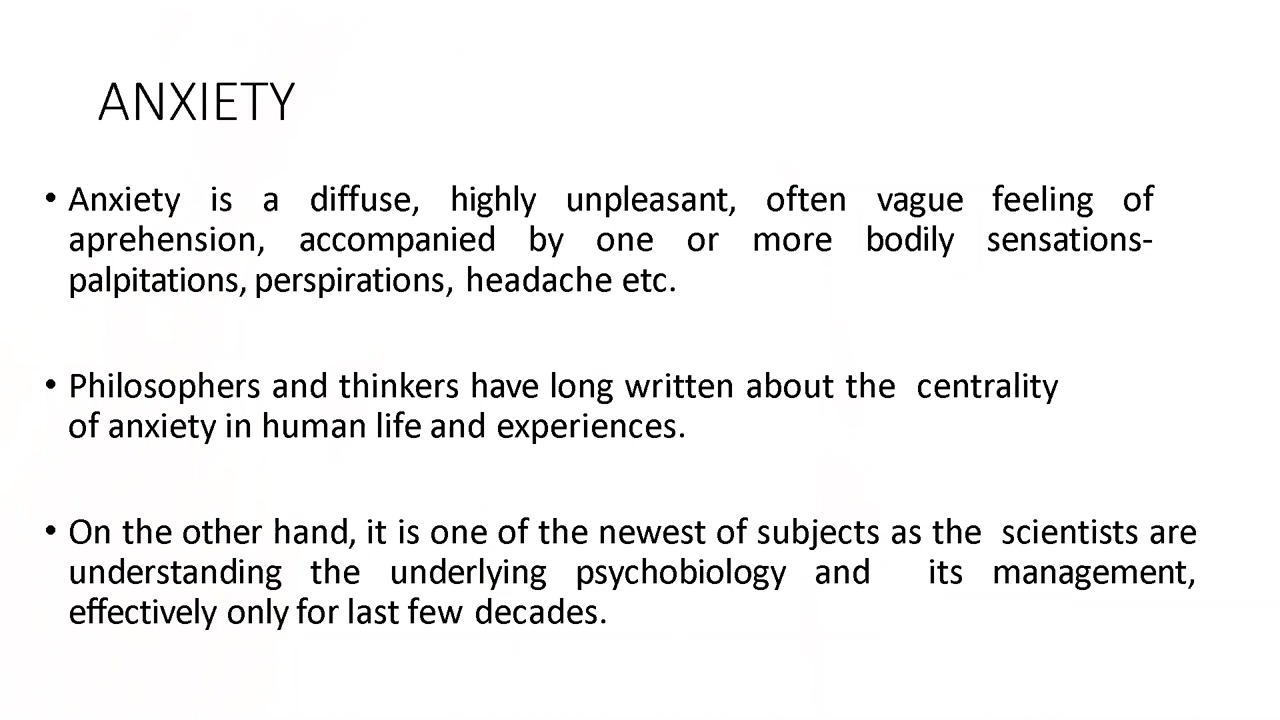 ANXIETY
• Anxiety is a diffuse, highly unpleasant, often vague feeling of
aprehension, accompanied by one or more bodily sensations-
palpitations, perspirations, headache etc.
• Philosophers and thinkers have long written about the centrality
of anxiety in human life and experiences.
• On the other hand, it is one of the newest of subjects as the scientists are
understanding the underlying psychobiology and its management,
effectively only for last few decades.